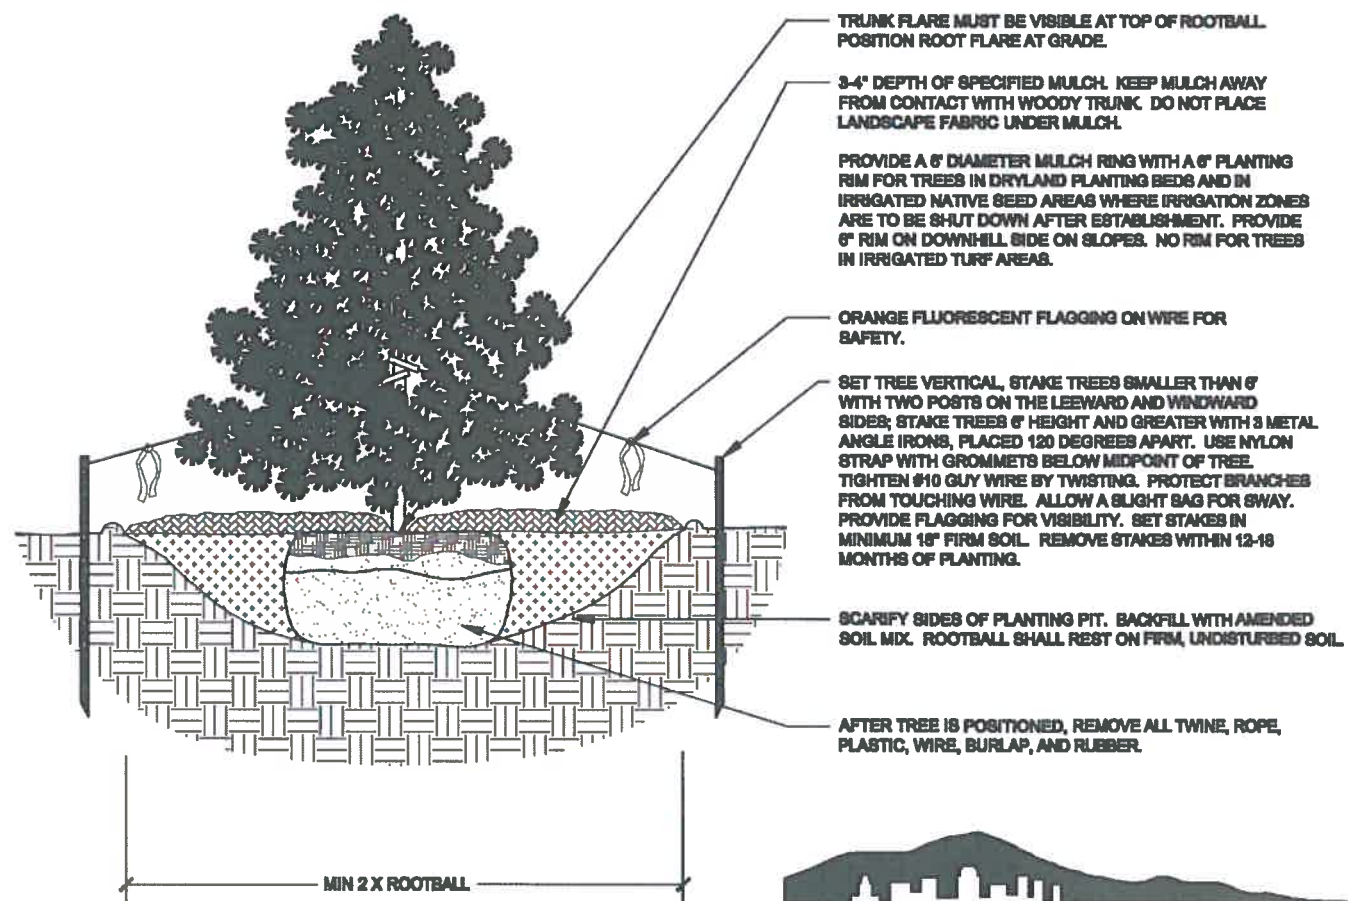 TRUNK FLARE MUST BE VISIBLE AT TOP OF ROOTBALL.
POSITION ROOT FLARE AT GRADE.
3-4" DEPTH OF SPECIFIED MULCH. KEEP MULCH AWAY
FROM CONTACT WITH WOODY TRUNK. DO NOT PLACE
LANDSCAPE FABRIC UNDER MULCH.
PROVIDE A 6' DIAMETER MULCH RING WITH A 6" PLANTING
RIM FOR TREES IN DRYLAND PLANTING BEDS AND IN
IRRIGATED NATIVE SEED AREAS WHERE IRRIGATION ZONES
ARE TO BE SHUT DOWN AFTER ESTABLISHMENT. PROVIDE
6" RIM ON DOWNHILL SIDE ON SLOPES. NO RIM FOR TREES
IN IRRIGATED TURF AREAS.
ORANGE FLUORESCENT FLAGGING ON WIRE FOR
SAFETY.
SET TREE VERTICAL, STAKE TREES SMALLER THAN 6'
WITH TWO POSTS ON THE LEEWARD AND WINDWARD
SIDES; STAKE TREES 6' HEIGHT AND GREATER WITH 3 METAL
ANGLE IRONS, PLACED 120 DEGREES APART. USE NYLON
STRAP WITH GROMMETS BELOW MIDPOINT OF TREE.
TIGHTEN #10 GUY WIRE BY TWISTING. PROTECT BRANCHES
FROM TOUCHING WIRE. ALLOW A SLIGHT SAG FOR SWAY.
PROVIDE FLAGGING FOR VISIBILITY. SET STAKES IN
MINIMUM 18" FIRM SOIL. REMOVE STAKES WITHIN 12-18
MONTHS OF PLANTING.
SCARIFY SIDES OF PLANTING PIT. BACKFILL WITH AMENDED
SOIL MIX. ROOTBALL SHALL REST ON FIRM, UNDISTURBED SOIL.
AFTER TREE IS POSITIONED, REMOVE ALL TWINE, ROPE,
PLASTIC, WIRE, BURLAP, AND RUBBER.
MIN 2 X ROOTBALL